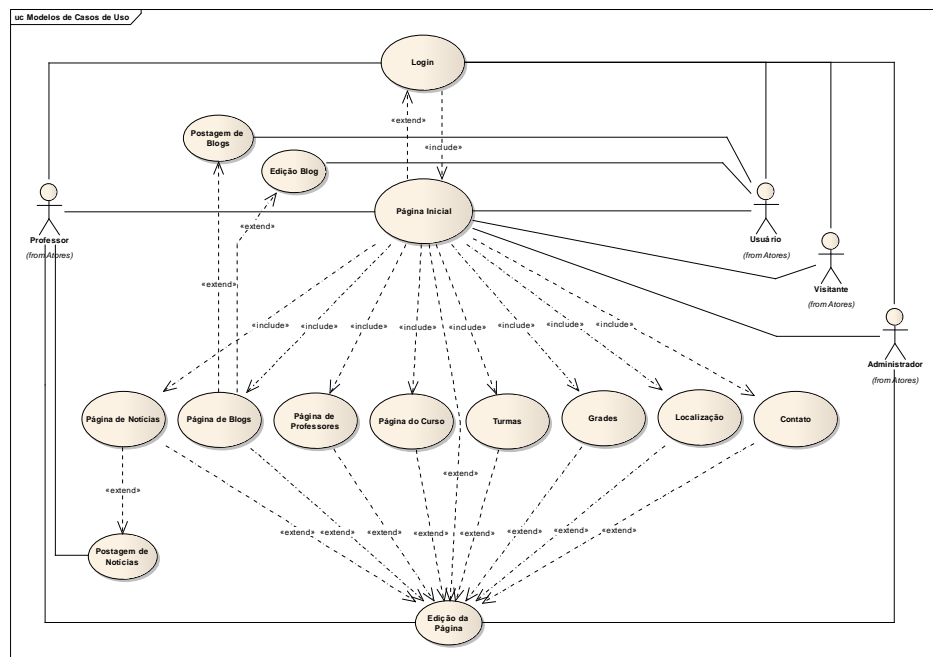 uc Modelos de Casos de Uso
Login
«extend»
«include»
Postagem de
Blogs
Edição Blog
Página Inicial
Professor
(from Atores)
Usuário
(from Atores)
Visitante
(from Atores)
Administrador
(from Atores)
«extend»
«extend»
«include»
«include»
«include»
«include»
«include»
«include»
«include»
«include»
Página de Notícias
Página de Blogs
Página de
Professores
Página do Curso
Turmas
Grades
Localização
Contato
«extend»
«extend»
«extend»
«extend»
«extend»
«extend»
«extend»
«extend»
«extend»
«extend»
Postagem de
Notícias
Edição da
Página